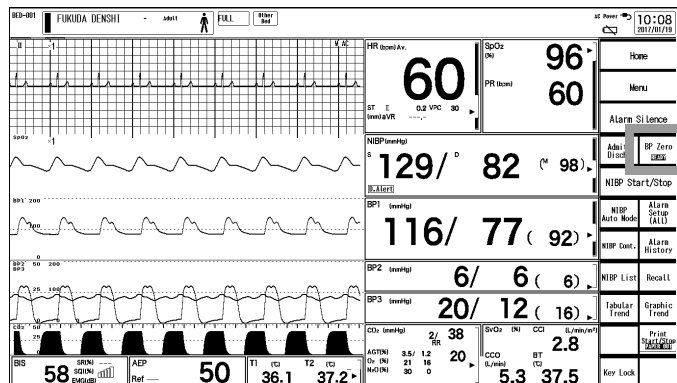 BED-001
FUKUDA DENSHI - Adult
FULL
Other
Bed
AC Power
10:08
2017/01/19
II ×1
HR (bpm) Av.
60
ST II 0.2 VPC 30
(mm) aVR ---.-
SpO2
(%)
96
PR (bpm)
60
Home
Menu
Alarm Silence
BP Zero
READY
NIBP Start/Stop
SpO2 ×1
NIBP(mmHg)
S 129/ D 82 (M 98)
D.Alert
BP1 200
100
0
BP1 (mmHg)
116/ 77( 92)
NIBP
Auto Mode
Alarm
Setup
(All)
NIBP Cont.
Alarm
History
BP2 50 200
BP3
25 100
0
BP2 (mmHg)
6/ 6( 6)
NIBP List
Recall
BP3 (mmHg)
20/ 12( 16)
Tabular
Trend
Graphic
Trend
CO2 50
25
0
CO2 (mmHg)
2/ 38
RR
AGT(%) 3.5/ 1.2
O2 (%) 21 16
N2O(%) 30 0
20
SvO2 (%) CCI (L/min/m²)
2.8
CCO BT
(L/min) (℃)
5.3 37.5
Print
Start/Stop
PAPER OUT
BIS
58
SR(%) ---
SQI(%)
EMG(dB)
AEP
50
Ref __
T1 (℃) T2 (℃)
36.1 37.2
Key Lock